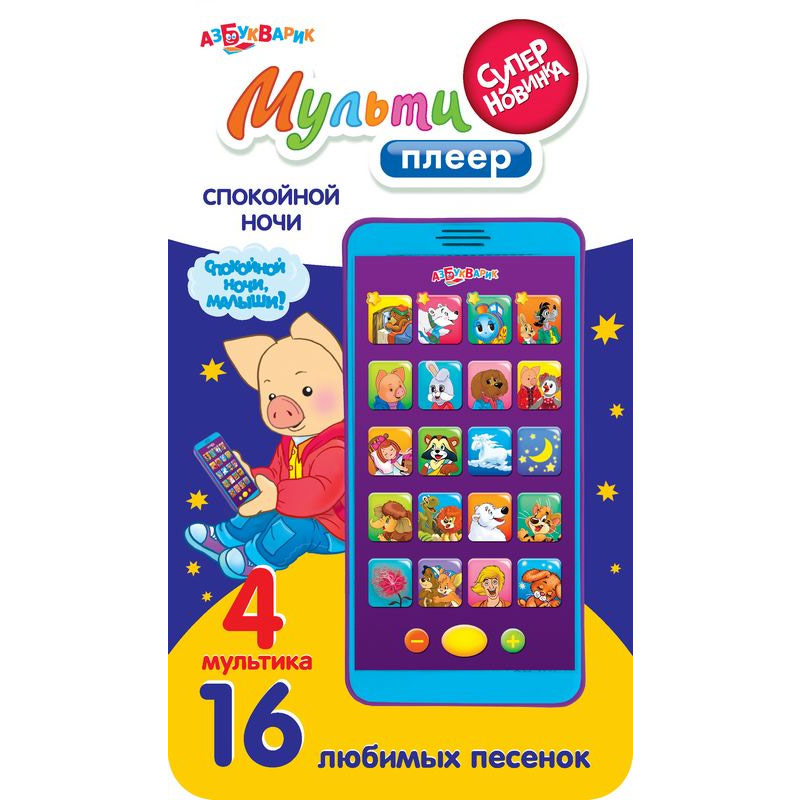 АЗБУКВАРИК
Мульти
СУПЕР
НОВИНКА
плеер
СПОКОЙНОЙ
НОЧИ
СПОКОЙНОЙ
НОЧИ,
МАЛЫШИ!
АЗБУКВАРИК
4
мультика
16
любимых песенок